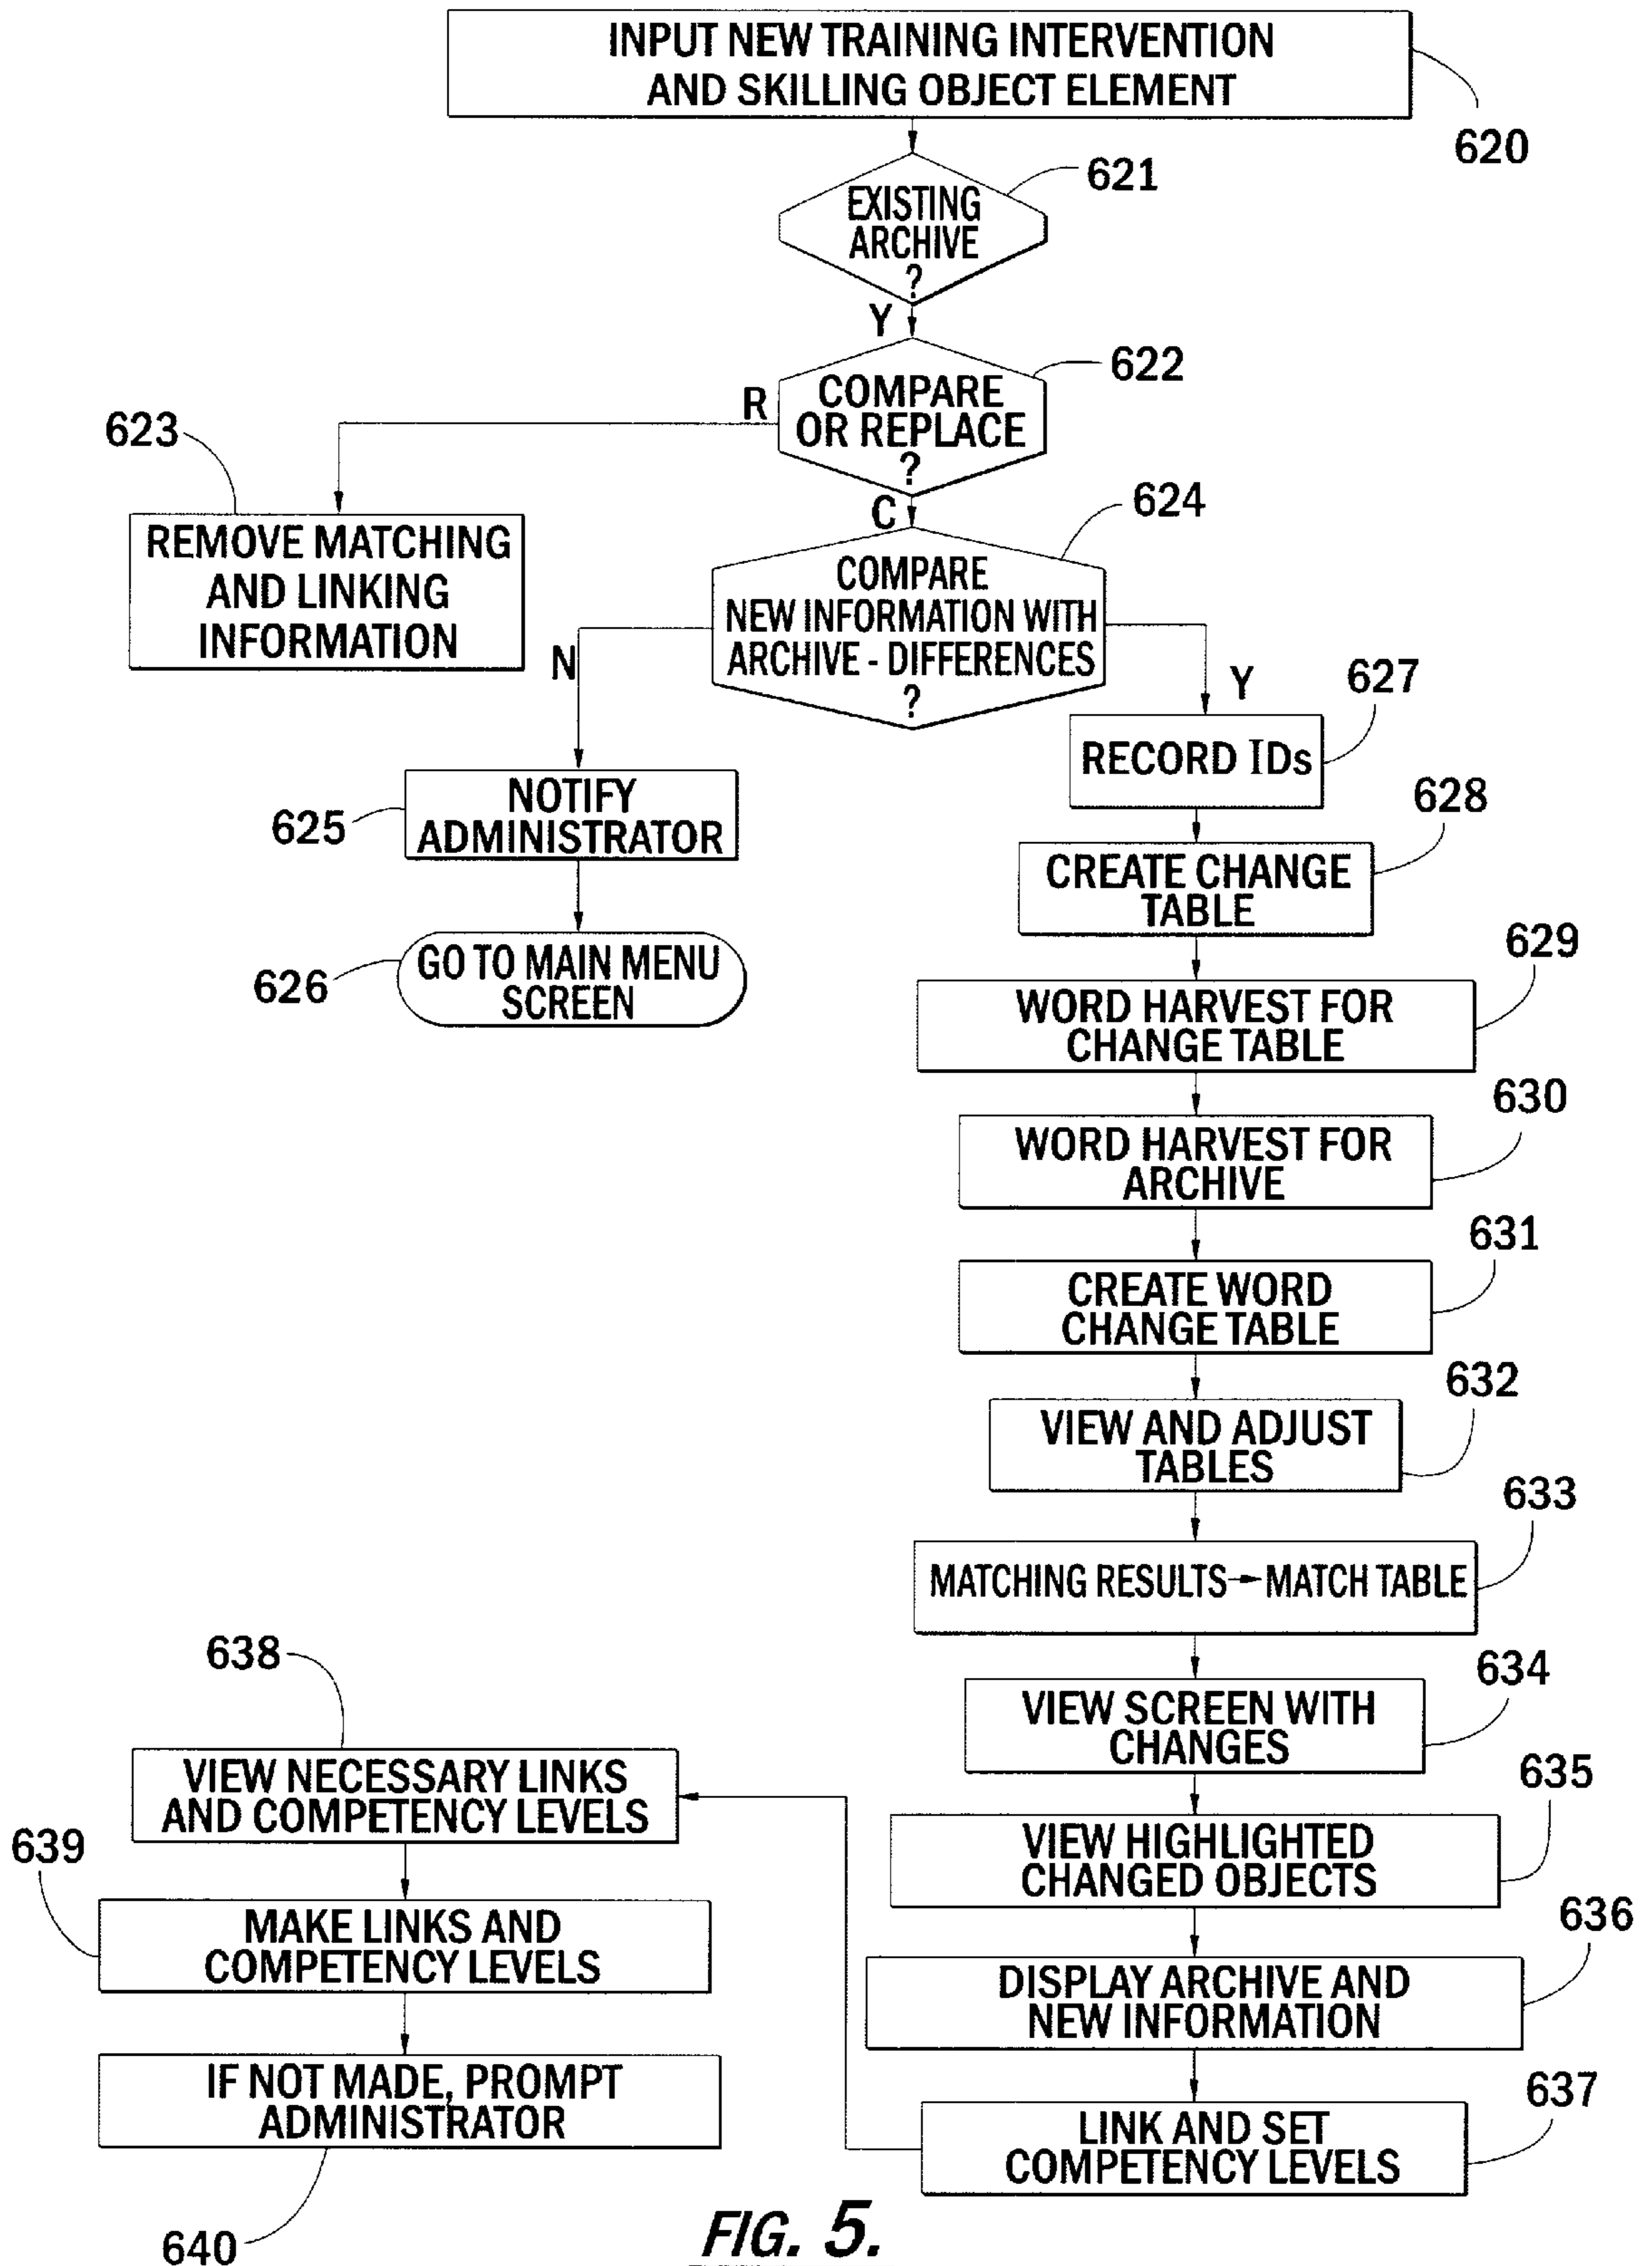 INPUT NEW TRAINING INTERVENTION
AND SKILLING OBJECT ELEMENT
620
EXISTING
ARCHIVE
?
621
Y
COMPARE
OR REPLACE
?
622
R
623
REMOVE MATCHING
AND LINKING
INFORMATION
C
624
COMPARE
NEW INFORMATION WITH
ARCHIVE - DIFFERENCES
?
N
Y
625
NOTIFY
ADMINISTRATOR
626
GO TO MAIN MENU
SCREEN
627
RECORD IDs
628
CREATE CHANGE
TABLE
629
WORD HARVEST FOR
CHANGE TABLE
630
WORD HARVEST FOR
ARCHIVE
631
CREATE WORD
CHANGE TABLE
632
VIEW AND ADJUST
TABLES
633
MATCHING RESULTS→MATCH TABLE
634
VIEW SCREEN WITH
CHANGES
635
VIEW HIGHLIGHTED
CHANGED OBJECTS
636
DISPLAY ARCHIVE AND
NEW INFORMATION
637
LINK AND SET
COMPETENCY LEVELS
638
VIEW NECESSARY LINKS
AND COMPETENCY LEVELS
639
MAKE LINKS AND
COMPETENCY LEVELS
IF NOT MADE, PROMPT
ADMINISTRATOR
640
FIG. 5.